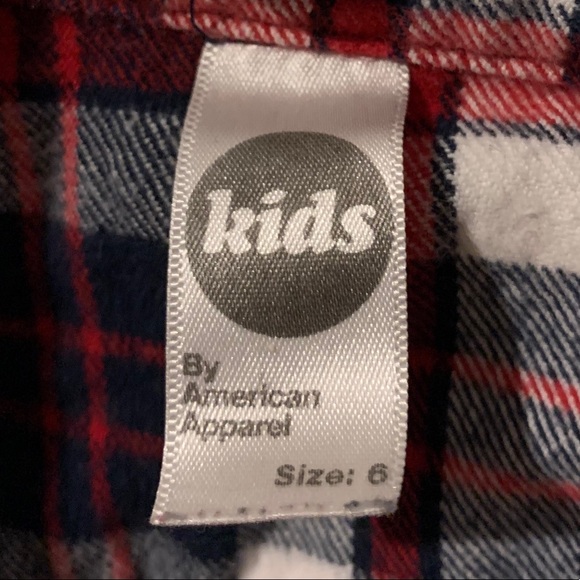 kids
By
American
Apparel
Size: 6